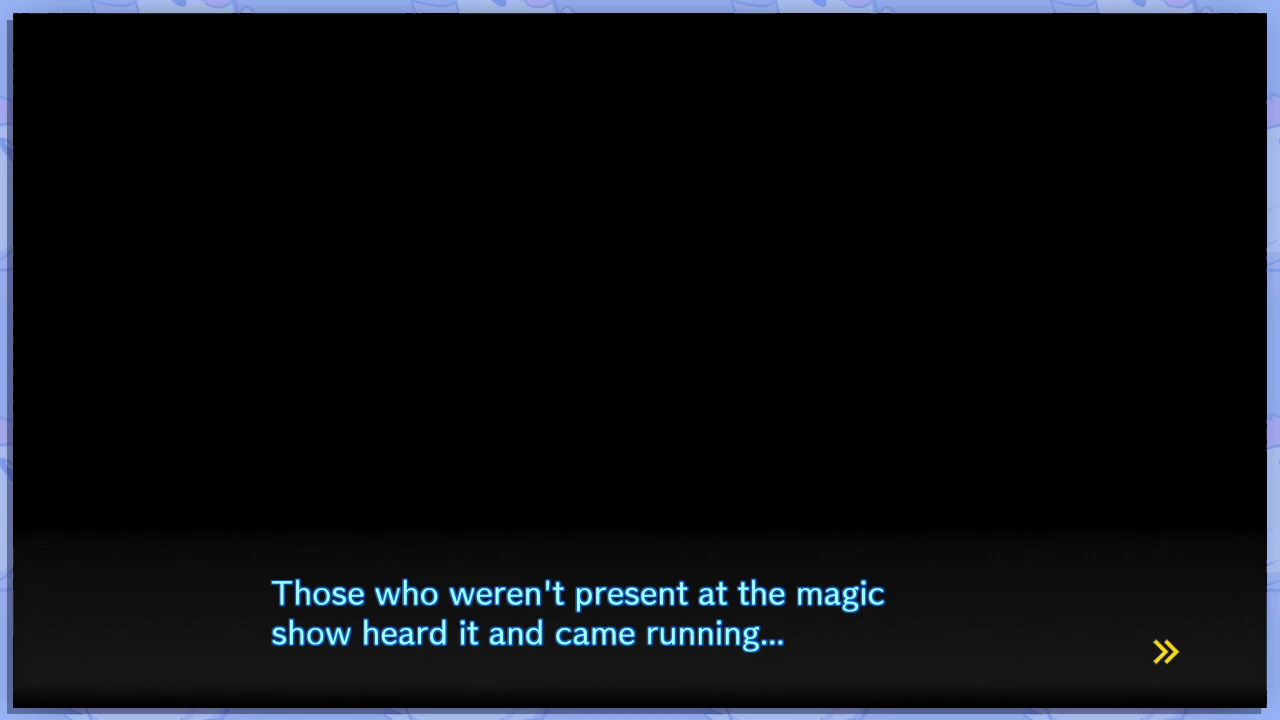 Those who weren't present at the magic
show heard it and came running...